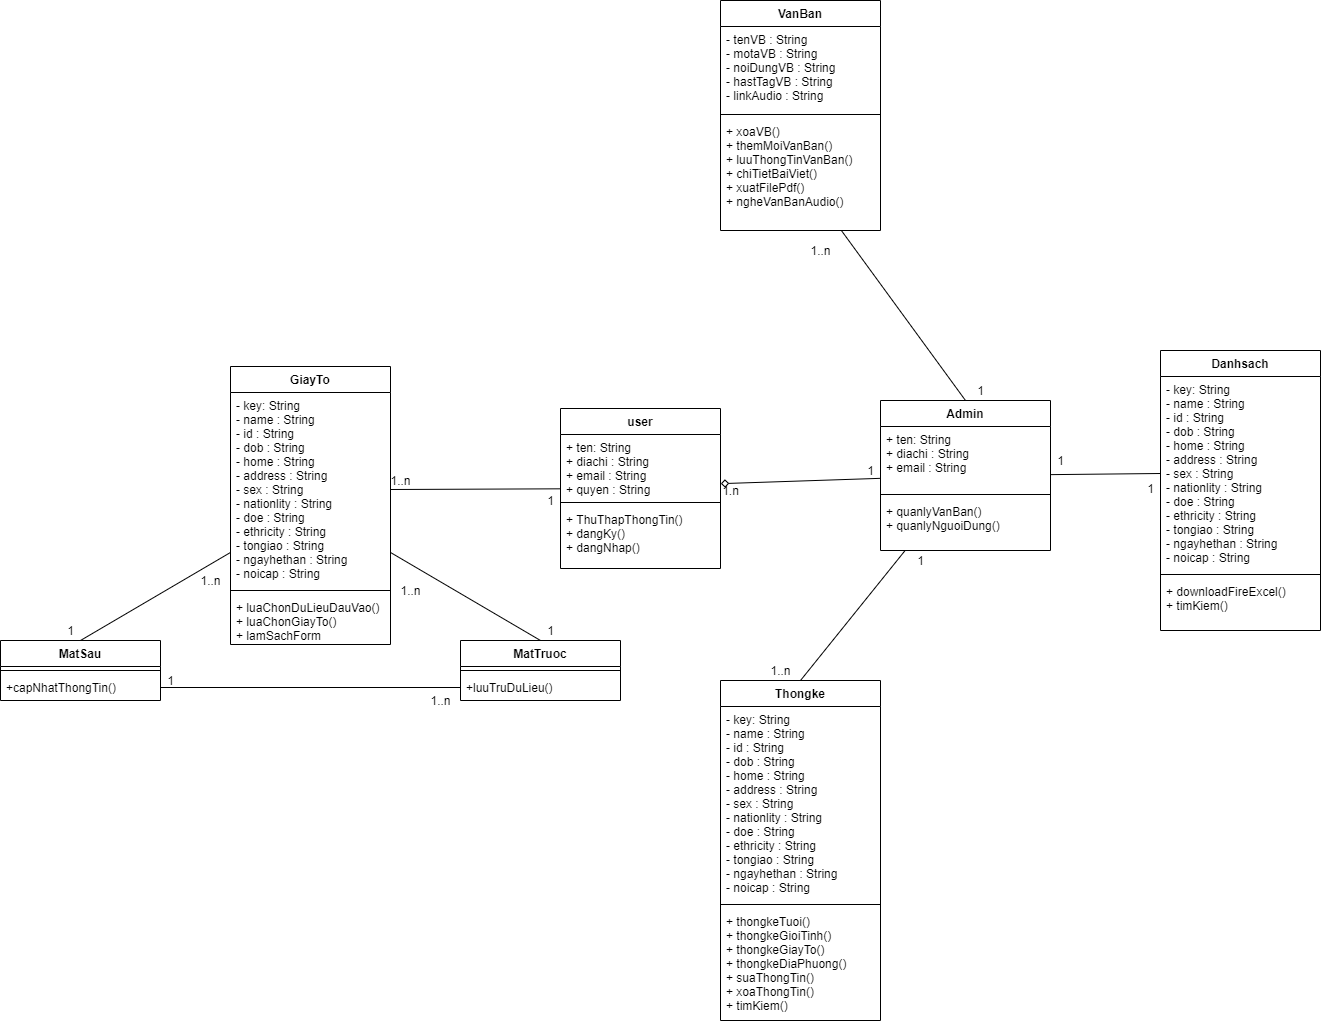 VanBan
- tenVB : String
- motaVB : String
- noiDungVB : String
- hastTagVB : String
- linkAudio : String
+ xoaVB()
+ themMoiVanBan()
+ luuThongTinVanBan()
+ chiTietBaiViet()
+ xuatFilePdf()
+ ngheVanBanAudio()
1..n
1
GiayTo
- key: String
- name : String
- id : String
- dob : String
- home : String
- address : String
- sex : String
- nationlity : String
- doe : String
- ethricity : String
- tongiao : String
- ngayhethan : String
- noicap : String
+ luaChonDuLieuDauVao()
+ luaChonGiayTo()
+ lamSachForm
1..n
1
user
+ ten: String
+ diachi : String
+ email : String
+ quyen : String
+ ThuThapThongTin()
+ dangKy()
+ dangNhap()
1.n
1
Admin
+ ten: String
+ diachi : String
+ email : String
+ quanlyVanBan()
+ quanlyNguoiDung()
1
1
Danhsach
- key: String
- name : String
- id : String
- dob : String
- home : String
- address : String
- sex : String
- nationlity : String
- doe : String
- ethricity : String
- tongiao : String
- ngayhethan : String
- noicap : String
+ downloadFireExcel()
+ timKiem()
1..n
1
MatSau
+capNhatThongTin()
1..n
1
MatTruoc
+luuTruDuLieu()
1
1..n
1
1..n
Thongke
- key: String
- name : String
- id : String
- dob : String
- home : String
- address : String
- sex : String
- nationlity : String
- doe : String
- ethricity : String
- tongiao : String
- ngayhethan : String
- noicap : String
+ thongkeTuoi()
+ thongkeGioiTinh()
+ thongkeGiayTo()
+ thongkeDiaPhuong()
+ suaThongTin()
+ xoaThongTin()
+ timKiem()